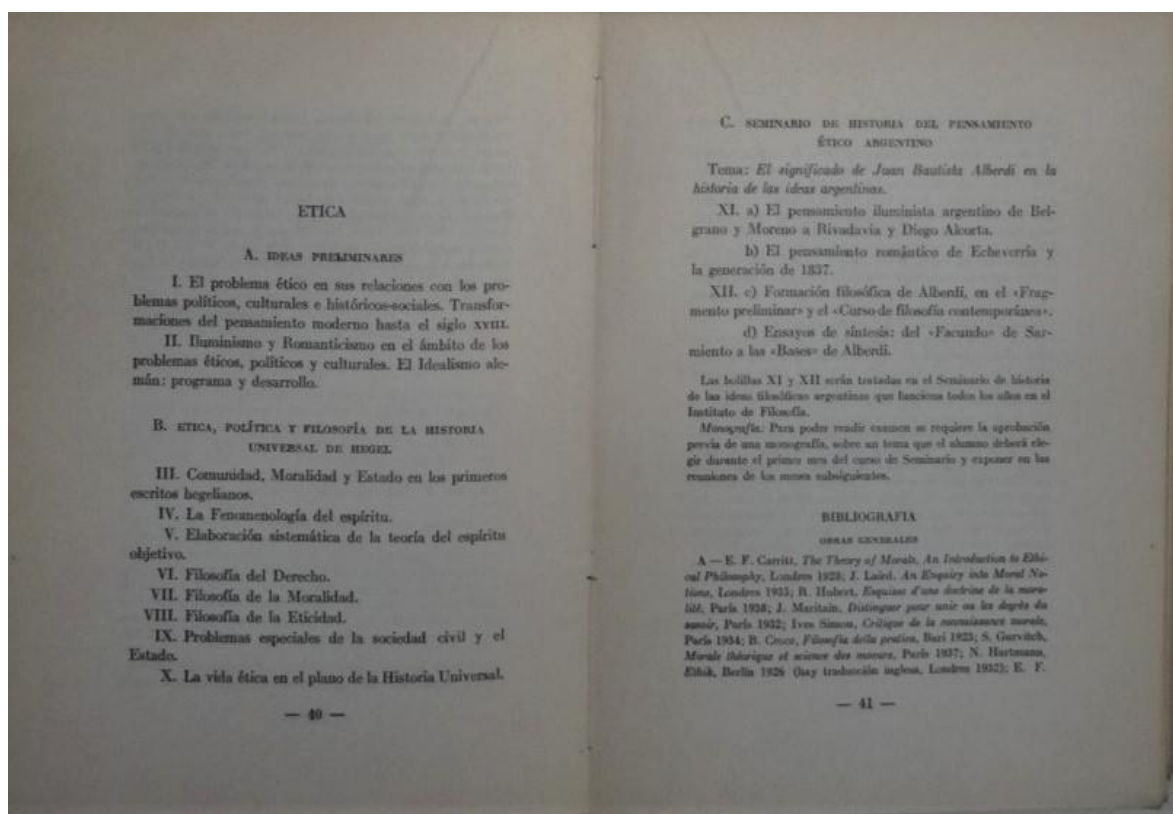 ETICA
A. IDEAS PRELIMINARES
I. El problema ético en sus relaciones con los pro-
blemas políticos, culturales e históricos-sociales. Transfor-
maciones del pensamiento moderno hasta el siglo XVIII.
II. Iluminismo y Romanticismo en el ámbito de los
problemas éticos, políticos y culturales. El Idealismo ale-
mán: programa y desarrollo.
B. ETICA, POLÍTICA Y FILOSOFÍA DE LA HISTORIA
UNIVERSAL DE HEGEL
III. Comunidad, Moralidad y Estado en los primeros
escritos hegelianos.
IV. La Fenomenología del espíritu.
V. Elaboración sistemática de la teoría del espíritu
objetivo.
VI. Filosofía del Derecho.
VII. Filosofía de la Moralidad.
VIII. Filosofía de la Eticidad.
IX. Problemas especiales de la sociedad civil y el
Estado.
X. La vida ética en el plano de la Historia Universal.
— 40 —
C. SEMINARIO DE HISTORIA DEL PENSAMIENTO
ÉTICO ARGENTINO
Tema: El significado de Juan Bautista Alberdi en la
historia de las ideas argentinas.
XI. a) El pensamiento iluminista argentino de Bel-
grano y Moreno a Rivadavia y Diego Alcorta.
b) El pensamiento romántico de Echeverría y
la generación de 1837.
XII. c) Formación filosófica de Alberdi, en el «Frag-
mento preliminar» y el «Curso de filosofía contemporánea».
d) Ensayos de síntesis: del «Facundo» de Sar-
miento a las «Bases» de Alberdi.
Las bolillas XI y XII serán tratadas en el Seminario de historia
de las ideas filosóficas argentinas que funciona todos los años en el
Instituto de Filosofía.
Monografía. Para poder rendir examen se requiere la aprobación
previa de una monografía, sobre un tema que el alumno deberá ele-
gir durante el primer mes del curso de Seminario y exponer en las
reuniones de los meses subsiguientes.
BIBLIOGRAFIA
OBRAS GENERALES
A — E. F. Carritt, The Theory of Morals, An Introduction to Ethi-
cal Philosophy, Londres 1928; J. Laird, An Enquiry into Moral No-
tions, Londres 1935; R. Hubert, Esquisse d'une doctrine de la mora-
lité, París 1938; J. Maritain, Distinguer pour unir ou les degrés du
savoir, París 1932; Ives Simon, Critique de la connaissance morale,
París 1934; B. Croce, Filosofia della pratica, Bari 1923; S. Gurvitch,
Morale théorique et science des moeurs, París 1937; N. Hartmann,
Ethik, Berlín 1926 (hay traducción inglesa, Londres 1932); E. F.
— 41 —